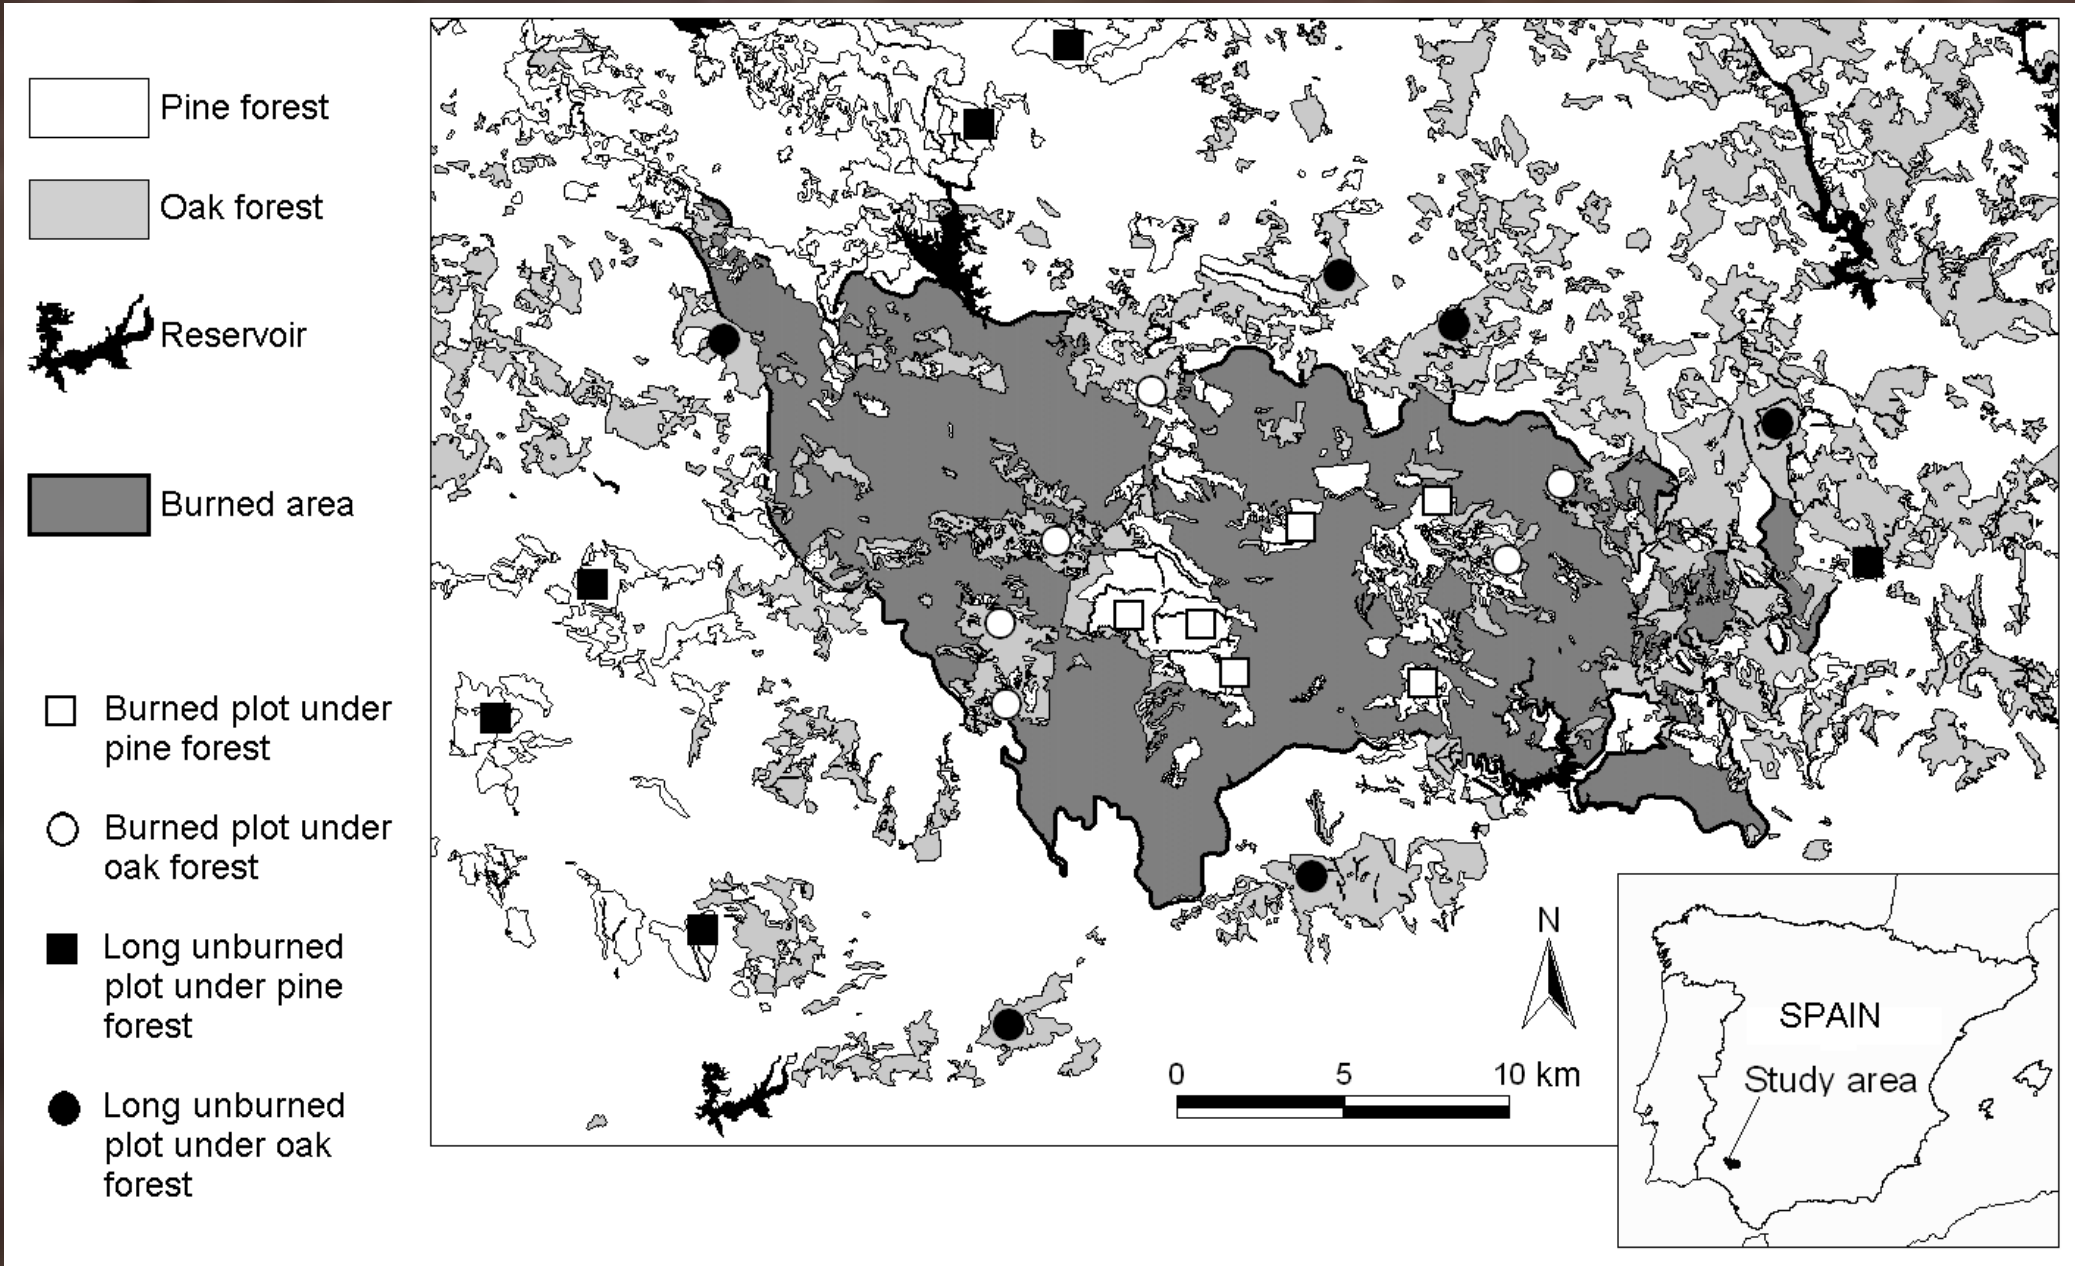 Pine forest
Oak forest
Reservoir
Burned area
Burned plot under
pine forest
Burned plot under
oak forest
Long unburned
plot under pine
forest
Long unburned
plot under oak
forest
N
0 5 10 km
SPAIN
Study area